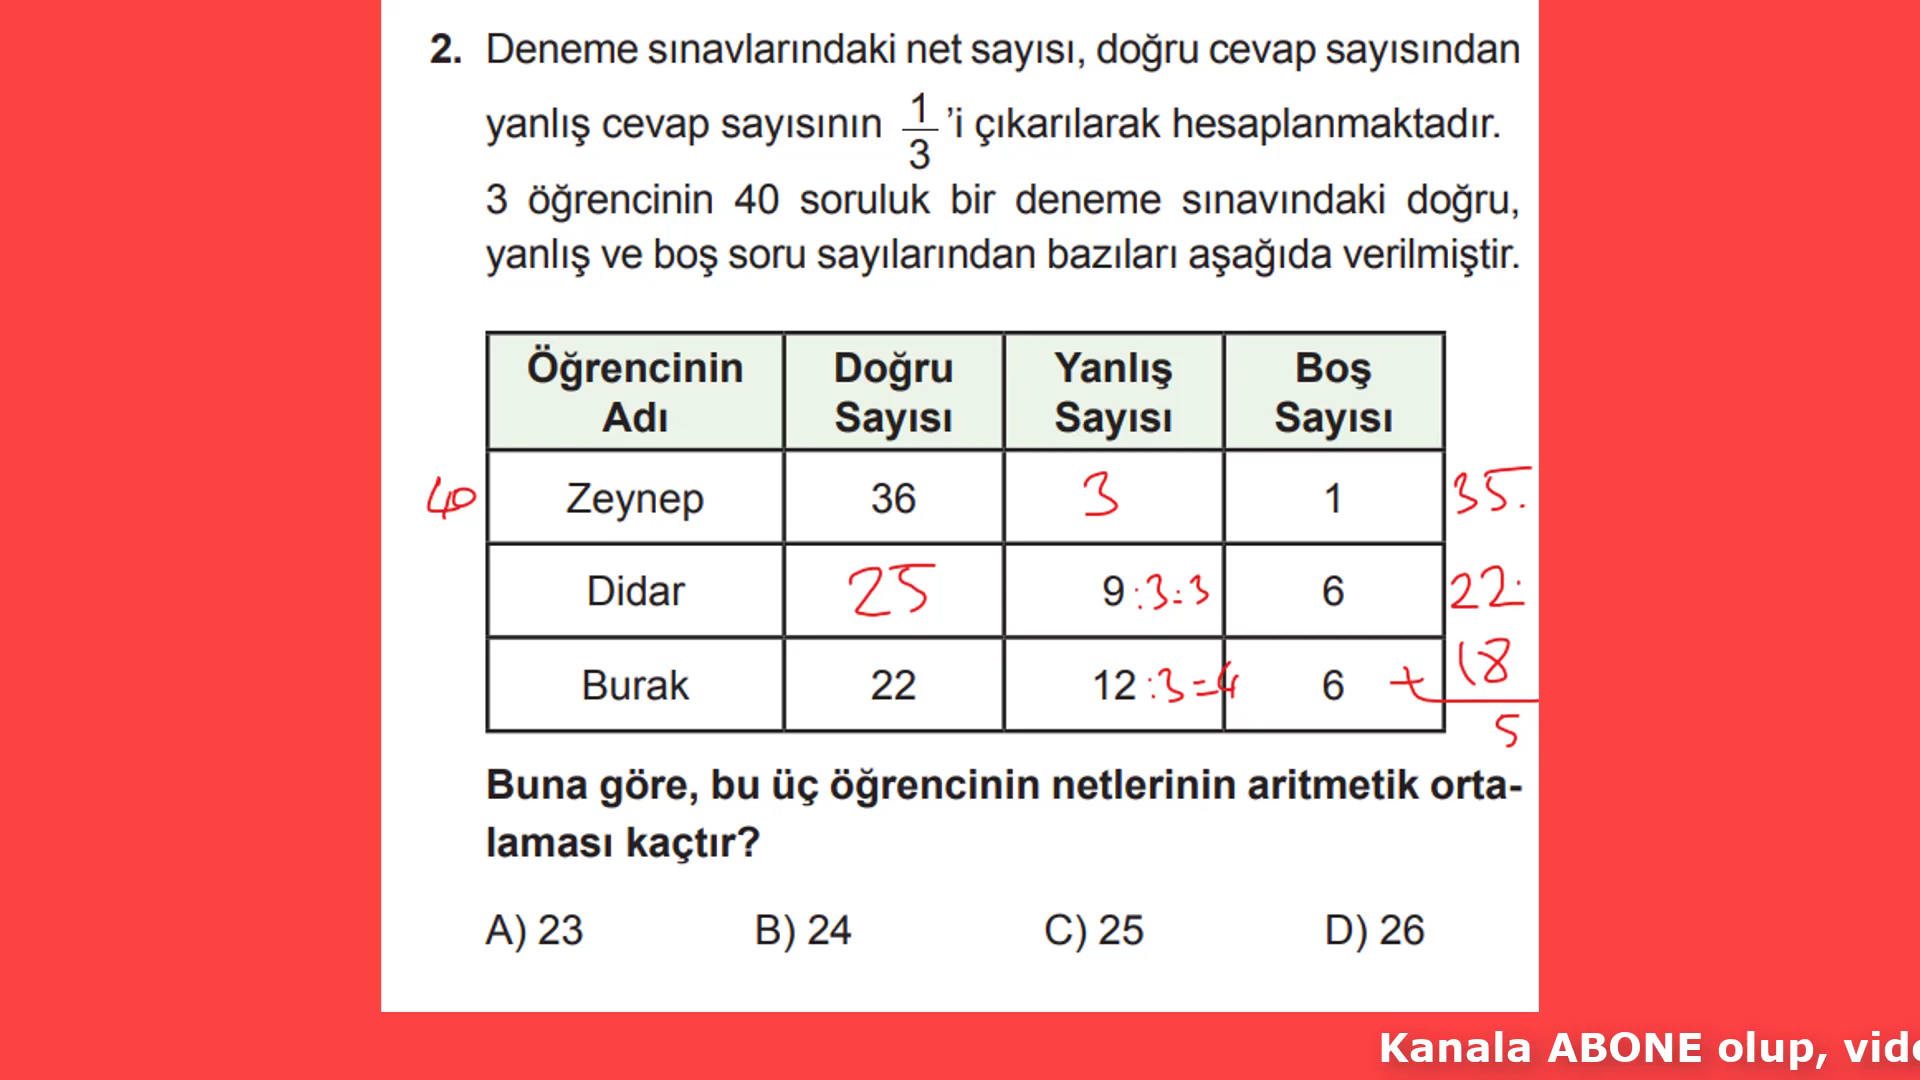 2. Deneme sınavlarındaki net sayısı, doğru cevap sayısından
yanlış cevap sayısının 1/3 'i çıkarılarak hesaplanmaktadır.
3 öğrencinin 40 soruluk bir deneme sınavındaki doğru,
yanlış ve boş soru sayılarından bazıları aşağıda verilmiştir.
Öğrencinin Adı Doğru Sayısı Yanlış Sayısı Boş Sayısı
40 Zeynep 36 3 1 35.
Didar 25 9 :3=3 6 22.
Burak 22 12 :3=4 6 + 18
5
Buna göre, bu üç öğrencinin netlerinin aritmetik orta-
laması kaçtır?
A) 23 B) 24 C) 25 D) 26
Kanala ABONE olup,